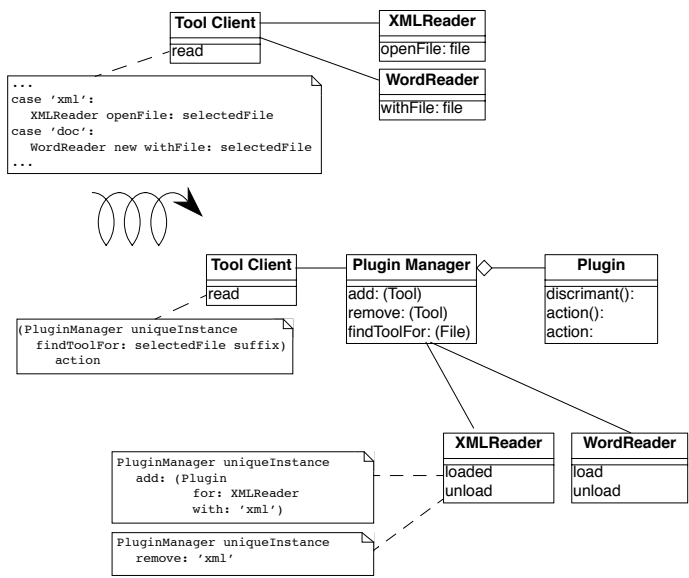 Tool Client
read
XMLReader
openFile: file
WordReader
withFile: file
...
case 'xml':
XMLReader openFile: selectedFile
case 'doc':
WordReader new withFile: selectedFile
...
Tool Client
read
Plugin Manager
add: (Tool)
remove: (Tool)
findToolFor: (File)
Plugin
discrimant():
action():
action:
(PluginManager uniqueInstance
findToolFor: selectedFile suffix)
action
XMLReader
loaded
unload
WordReader
load
unload
PluginManager uniqueInstance
add: (Plugin
for: XMLReader
with: 'xml')
PluginManager uniqueInstance
remove: 'xml'